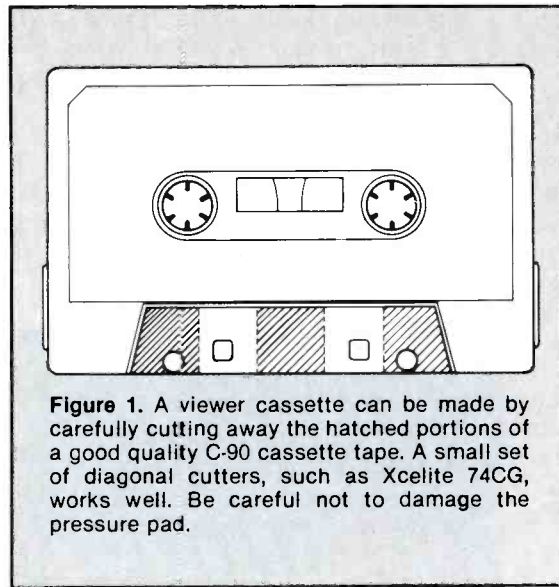 Figure 1. A viewer cassette can be made by
carefully cutting away the hatched portions of
a good quality C-90 cassette tape. A small set
of diagonal cutters, such as Xcelite 74CG,
works well. Be careful not to damage the
pressure pad.